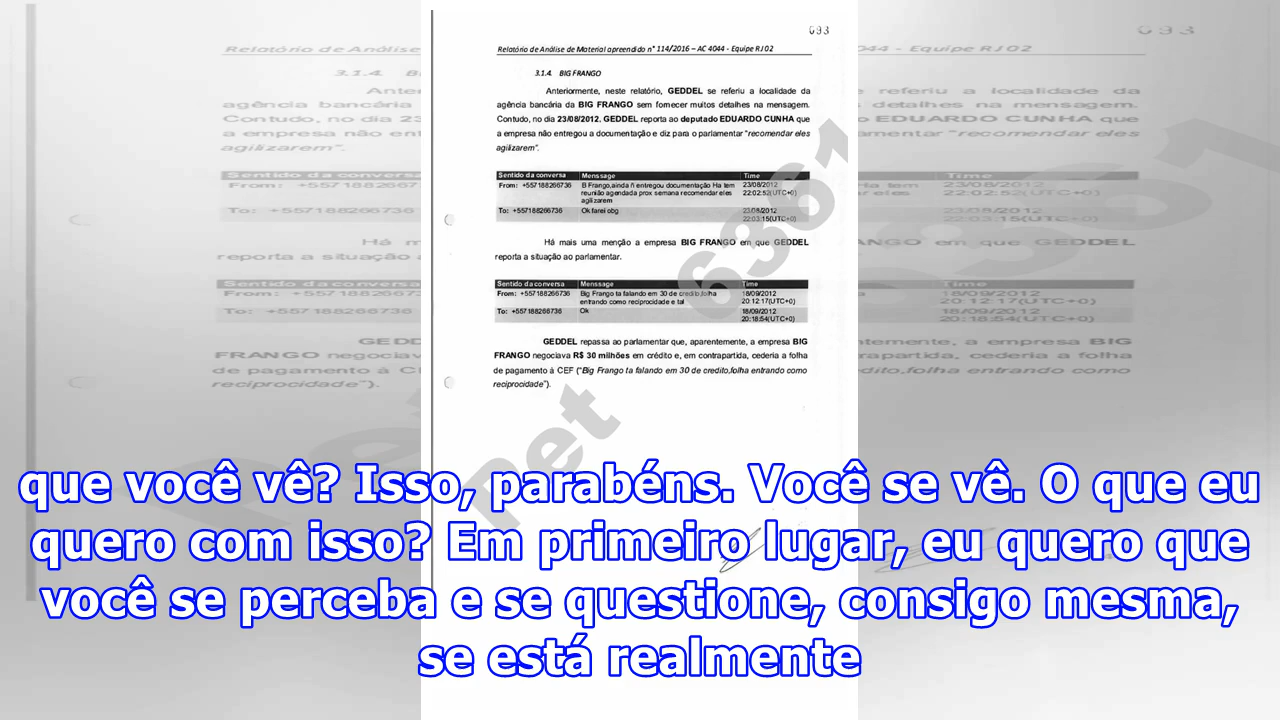 093
Relatório de Análise de Material apreendido n° 114/2016 – AC 4044 - Equipe RJ 02
3.1.4. BIG FRANGO
Anteriormente, neste relatório, GEDDEL se referiu a localidade da
agência bancária da BIG FRANGO sem fornecer muitos detalhes na mensagem.
Contudo, no dia 23/08/2012, GEDDEL reporta ao deputado EDUARDO CUNHA que
a empresa não entregou a documentação e diz para o parlamentar "recomendar eles
agilizarem".
Sentido da conversa Menssage Time
From: +557188266736 B Frango,ainda ñ entregou documentação Ha tem 23/08/2012
reunião agendada prox semana recomendar eles 22:02:52(UTC+0)
agilizarem
To: +557188266736 Ok farei obg 23/08/2012
22:03:15(UTC+0)
Há mais uma menção a empresa BIG FRANGO em que GEDDEL
reporta a situação ao parlamentar.
Sentido da conversa Menssage Time
From: +557188266736 Big Frango ta falando em 30 de credito,folha 18/09/2012
entrando como reciprocidade e tal 20:12:17(UTC+0)
To: +557188266736 Ok 18/09/2012
20:18:54(UTC+0)
GEDDEL repassa ao parlamentar que, aparentemente, a empresa BIG
FRANGO negociava R$ 30 milhões em crédito e, em contrapartida, cederia a folha
de pagamento à CEF ("Big Frango ta falando em 30 de credito,folha entrando como
reciprocidade").
Pet 6361
que você vê? Isso, parabéns. Você se vê. O que eu
quero com isso? Em primeiro lugar, eu quero que
você se perceba e se questione, consigo mesma,
se está realmente